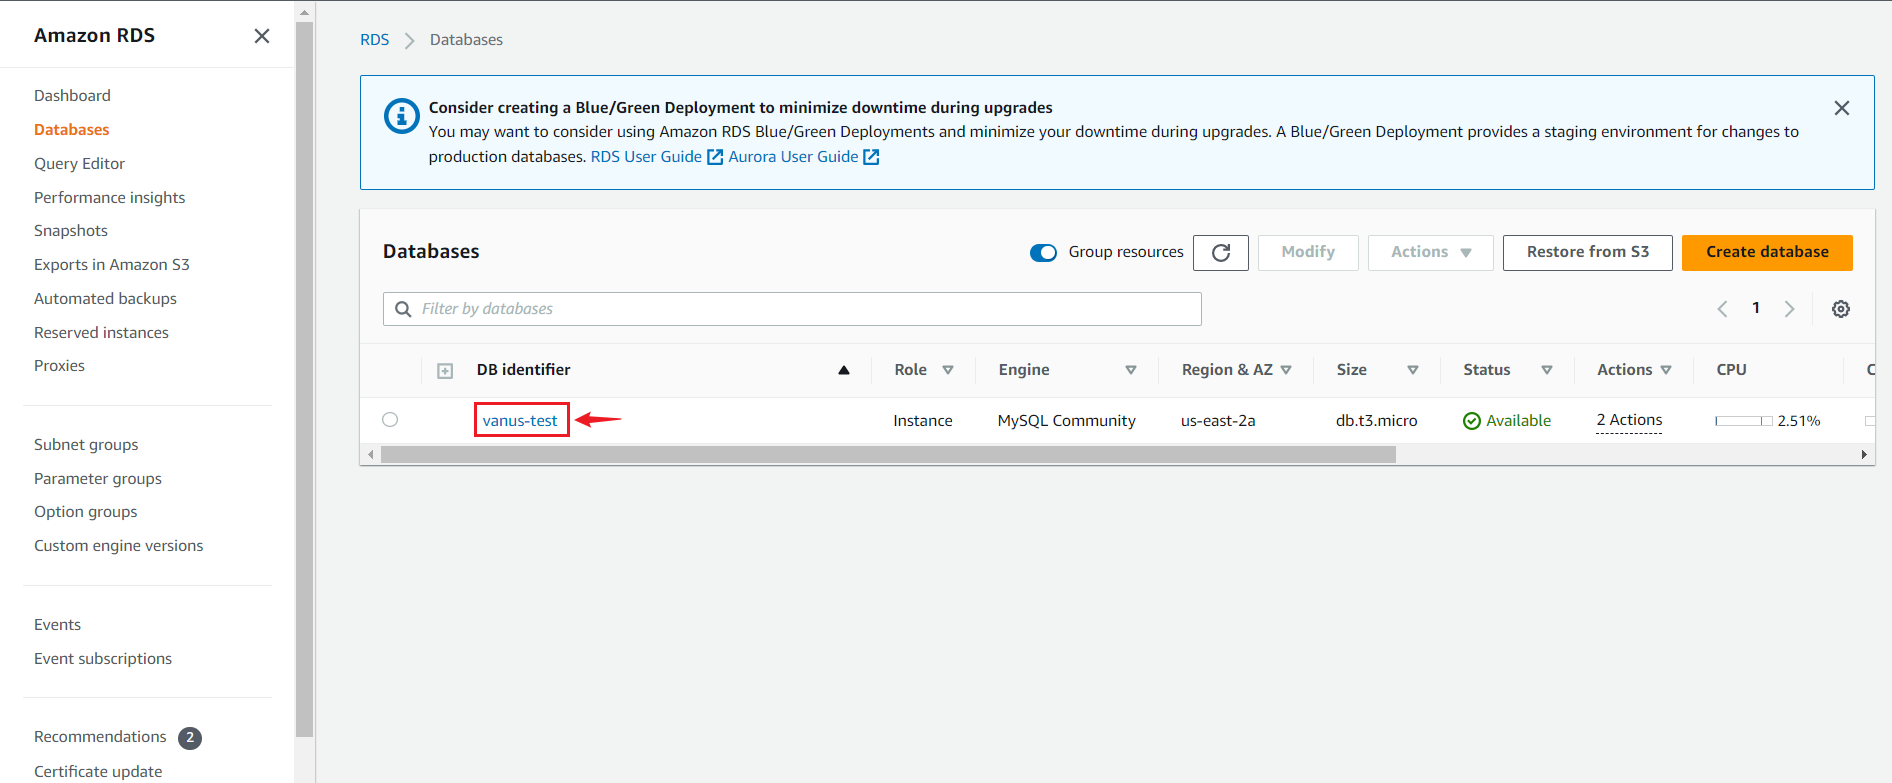 Amazon RDS
Dashboard
Databases
Query Editor
Performance insights
Snapshots
Exports in Amazon S3
Automated backups
Reserved instances
Proxies
Subnet groups
Parameter groups
Option groups
Custom engine versions
Events
Event subscriptions
Recommendations 2
Certificate update
RDS Databases
Consider creating a Blue/Green Deployment to minimize downtime during upgrades
You may want to consider using Amazon RDS Blue/Green Deployments and minimize your downtime during upgrades. A Blue/Green Deployment provides a staging environment for changes to
production databases. RDS User Guide Aurora User Guide
Databases Group resources Modify Actions Restore from S3 Create database
Filter by databases 1
DB identifier Role Engine Region & AZ Size Status Actions CPU
vanus-test Instance MySQL Community us-east-2a db.t3.micro Available 2 Actions 2.51%